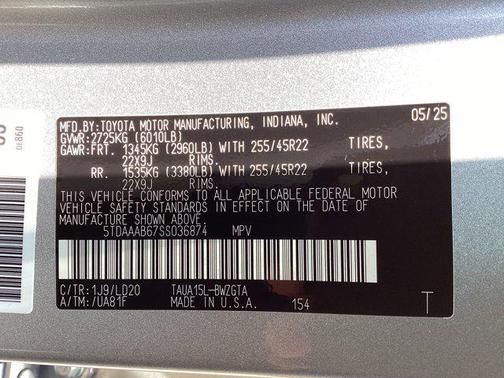 MFD.BY:TOYOTA MOTOR MANUFACTURING, INDIANA, INC. 05/25
GVWR:2725KG (6010LB)
GAWR:FRT. 1345KG (2960LB) WITH 255/45R22 TIRES,
22X9J RIMS.
RR. 1535KG (3380LB) WITH 255/45R22 TIRES,
22X9J RIMS.
THIS VEHICLE CONFORMS TO ALL APPLICABLE FEDERAL MOTOR
VEHICLE SAFETY STANDARDS IN EFFECT ON THE DATE OF
MANUFACTURE SHOWN ABOVE.
5TDAAAB67SS036874 MPV
C/TR:1J9/LD20 TAUA15L-BWZGTA
A/TM:/UA81F MADE IN U.S.A. 154 T
0E860